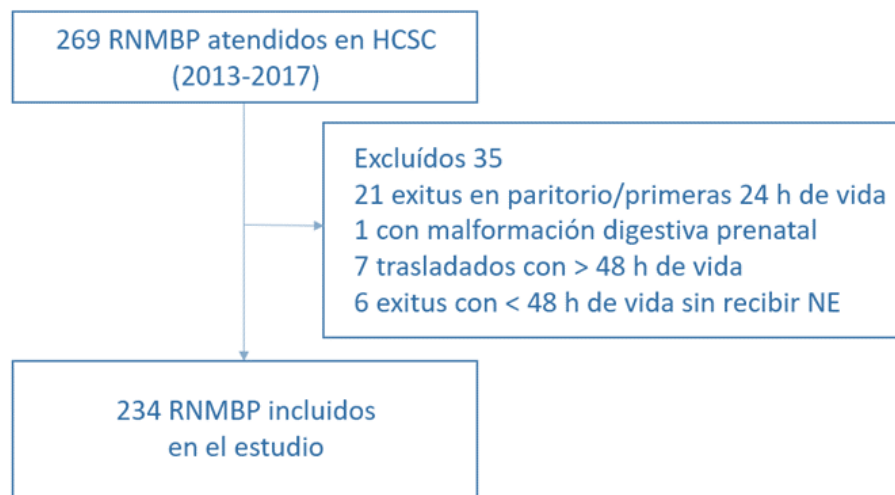 269 RNMBP atendidos en HCSC
(2013-2017)
Excluídos 35
21 exitus en paritorio/primeras 24 h de vida
1 con malformación digestiva prenatal
7 trasladados con > 48 h de vida
6 exitus con < 48 h de vida sin recibir NE
234 RNMBP incluidos
en el estudio